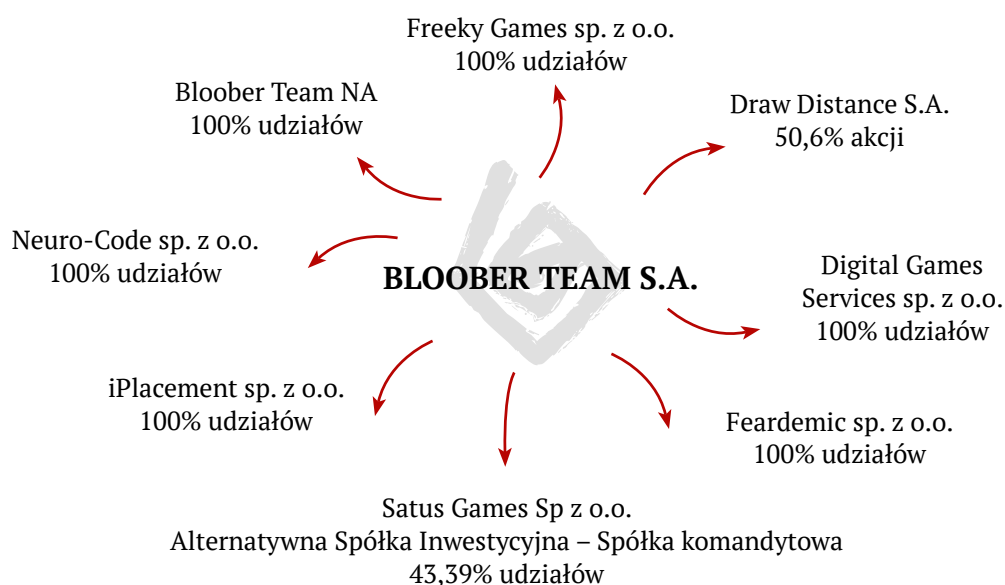 Freeky Games sp. z o.o.
100% udziałów
Bloober Team NA
100% udziałów
Draw Distance S.A.
50,6% akcji
Neuro-Code sp. z o.o.
100% udziałów
BLOOBER TEAM S.A.
Digital Games
Services sp. z o.o.
100% udziałów
iPlacement sp. z o.o.
100% udziałów
Feardemic sp. z o.o.
100% udziałów
Satus Games Sp z o.o.
Alternatywna Spółka Inwestycyjna – Spółka komandytowa
43,39% udziałów